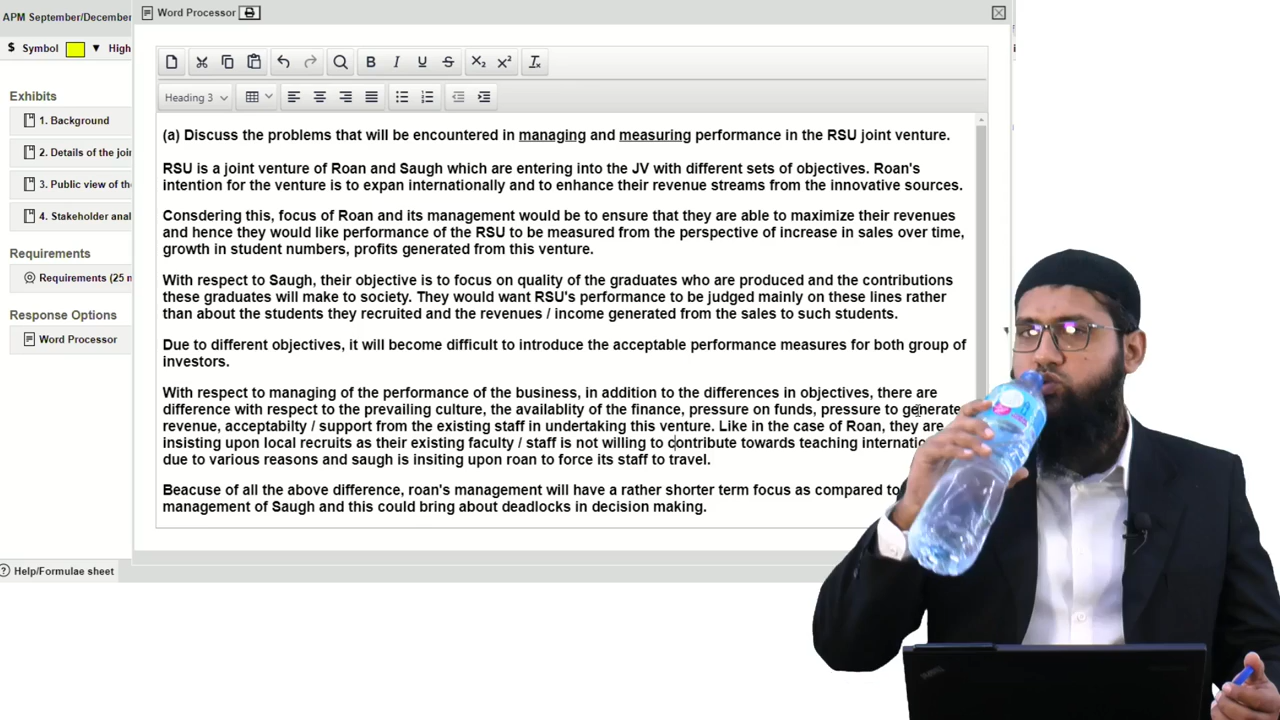 APM September/December
Word Processor
$ Symbol
High
Heading 3
Exhibits
1. Background
2. Details of the join
3. Public view of the
4. Stakeholder anal
Requirements
Requirements (25 m
Response Options
Word Processor
Help/Formulae sheet
(a) Discuss the problems that will be encountered in managing and measuring performance in the RSU joint venture.
RSU is a joint venture of Roan and Saugh which are entering into the JV with different sets of objectives. Roan's
intention for the venture is to expan internationally and to enhance their revenue streams from the innovative sources.
Consdering this, focus of Roan and its management would be to ensure that they are able to maximize their revenues
and hence they would like performance of the RSU to be measured from the perspective of increase in sales over time,
growth in student numbers, profits generated from this venture.
With respect to Saugh, their objective is to focus on quality of the graduates who are produced and the contributions
these graduates will make to society. They would want RSU's performance to be judged mainly on these lines rather
than about the students they recruited and the revenues / income generated from the sales to such students.
Due to different objectives, it will become difficult to introduce the acceptable performance measures for both group of
investors.
With respect to managing of the performance of the business, in addition to the differences in objectives, there are
difference with respect to the prevailing culture, the availablity of the finance, pressure on funds, pressure to generate
revenue, acceptabilty / support from the existing staff in undertaking this venture. Like in the case of Roan, they are
insisting upon local recruits as their existing faculty / staff is not willing to contribute towards teaching internatio
due to various reasons and saugh is insiting upon roan to force its staff to travel.
Beacuse of all the above difference, roan's management will have a rather shorter term focus as compared to
management of Saugh and this could bring about deadlocks in decision making.